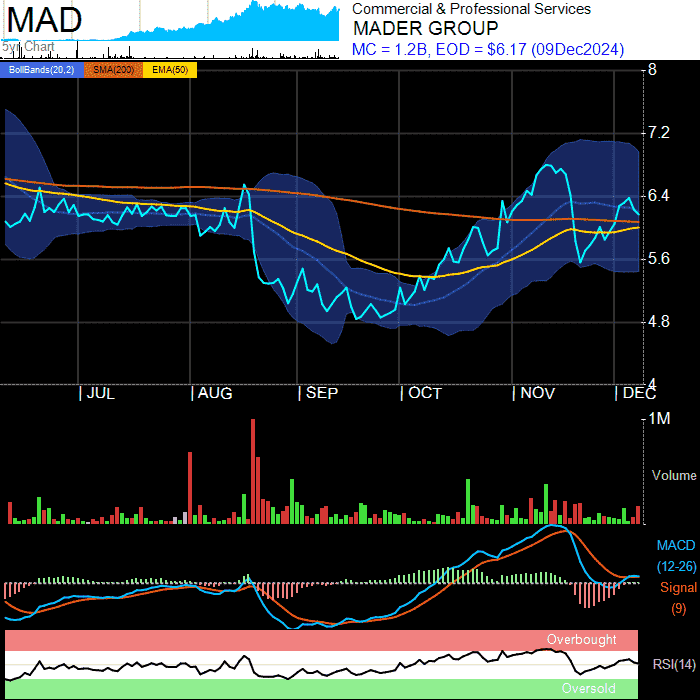 MAD
Commercial & Professional Services
MADER GROUP
MC = 1.2B, EOD = $6.17 (09Dec2024)
5yr Chart
BollBands(20,2) SMA(200) EMA(50)
8
7.2
6.4
5.6
4.8
4
| JUL | AUG | SEP | OCT | NOV | DEC
1M
Volume
MACD
(12-26)
Signal
(9)
Overbought
RSI(14)
Oversold